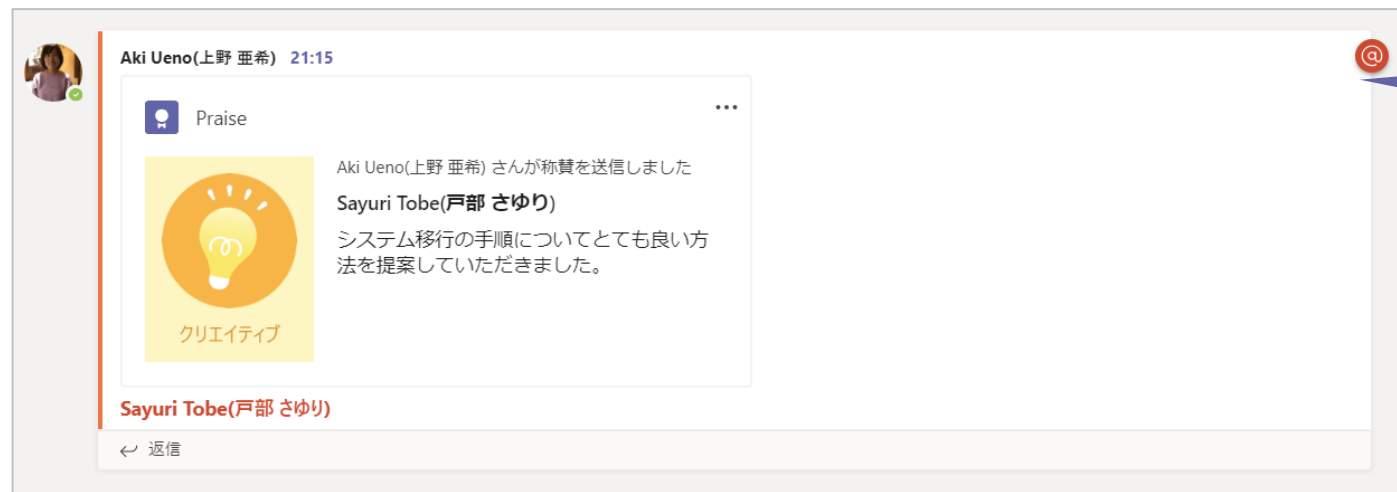 Aki Ueno(上野 亜希) 21:15
@
Praise
Aki Ueno(上野 亜希) さんが称賛を送信しました
Sayuri Tobe(戸部 さゆり)
システム移行の手順についてとても良い方
法を提案していただきました。
クリエイティブ
Sayuri Tobe(戸部 さゆり)
返信